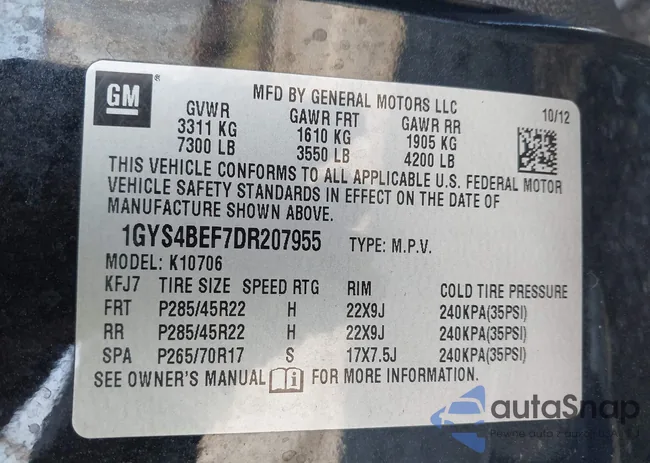 GM
MFD BY GENERAL MOTORS LLC
10/12
GVWR GAWR FRT GAWR RR
3311 KG 1610 KG 1905 KG
7300 LB 3550 LB 4200 LB
THIS VEHICLE CONFORMS TO ALL APPLICABLE U.S. FEDERAL MOTOR
VEHICLE SAFETY STANDARDS IN EFFECT ON THE DATE OF
MANUFACTURE SHOWN ABOVE.
1GYS4BEF7DR207955 TYPE: M.P.V.
MODEL: K10706
KFJ7 TIRE SIZE SPEED RTG RIM COLD TIRE PRESSURE
FRT P285/45R22 H 22X9J 240KPA(35PSI)
RR P285/45R22 H 22X9J 240KPA(35PSI)
SPA P265/70R17 S 17X7.5J 240KPA(35PSI)
SEE OWNER'S MANUAL FOR MORE INFORMATION.
autaSnap
Pewne auto z